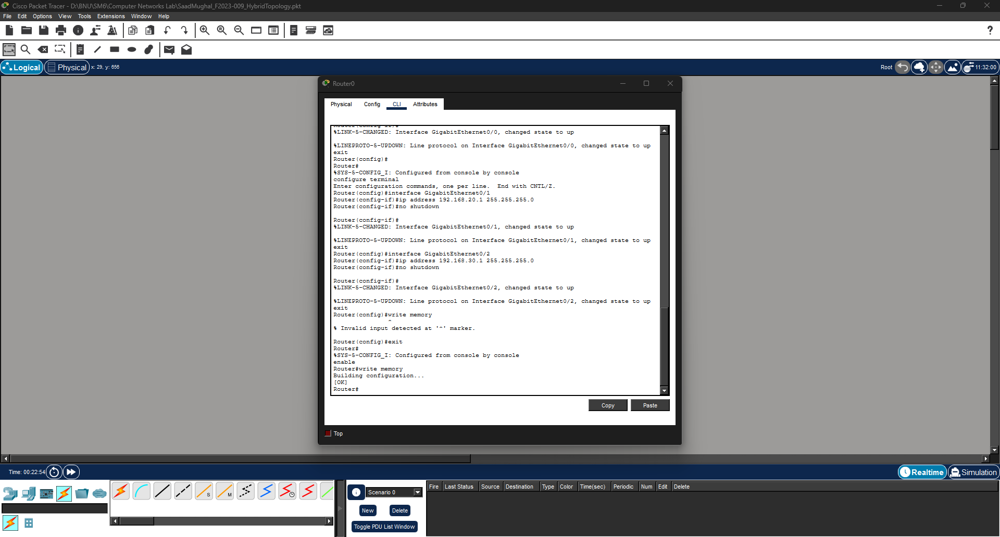 Cisco Packet Tracer - D:\BNU\SM6\Computer Networks Lab\SaadMughal_F2023-009_HybridTopology.pkt
File Edit Options View Tools Extensions Window Help
Logical Physical x: 29, y: 656 Root 11:32:00
Router0
Physical Config CLI Attributes
Router(config-if)#
%LINK-5-CHANGED: Interface GigabitEthernet0/0, changed state to up
%LINEPROTO-5-UPDOWN: Line protocol on Interface GigabitEthernet0/0, changed state to up
exit
Router(config)#
Router#
%SYS-5-CONFIG_I: Configured from console by console
configure terminal
Enter configuration commands, one per line.  End with CNTL/Z.
Router(config)#interface GigabitEthernet0/1
Router(config-if)#ip address 192.168.20.1 255.255.255.0
Router(config-if)#no shutdown
Router(config-if)#
%LINK-5-CHANGED: Interface GigabitEthernet0/1, changed state to up
%LINEPROTO-5-UPDOWN: Line protocol on Interface GigabitEthernet0/1, changed state to up
exit
Router(config)#interface GigabitEthernet0/2
Router(config-if)#ip address 192.168.30.1 255.255.255.0
Router(config-if)#no shutdown
Router(config-if)#
%LINK-5-CHANGED: Interface GigabitEthernet0/2, changed state to up
%LINEPROTO-5-UPDOWN: Line protocol on Interface GigabitEthernet0/2, changed state to up
exit
Router(config)#write memory
^
% Invalid input detected at '^' marker.
Router(config)#exit
Router#
%SYS-5-CONFIG_I: Configured from console by console
enable
Router#write memory
Building configuration...
[OK]
Router#
Copy Paste
Top
Time: 00:22:54 Realtime Simulation
S M
Scenario 0
New Delete
Toggle PDU List Window
Fire Last Status Source Destination Type Color Time(sec) Periodic Num Edit Delete